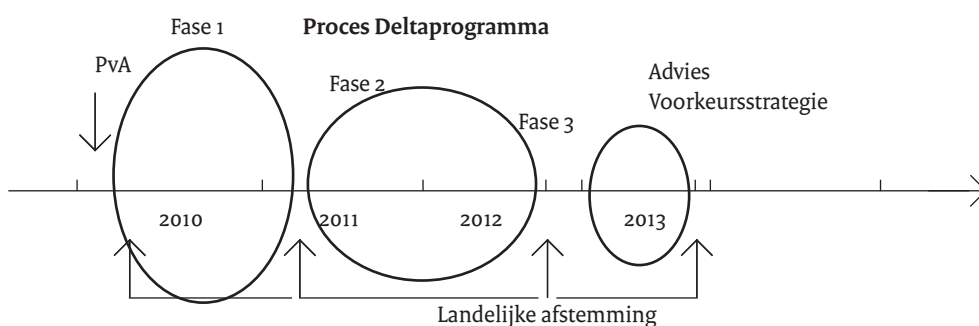 Fase 1
Proces Deltaprogramma
PvA
Fase 2
Advies
Voorkeursstrategie
Fase 3
2010
2011
2012
2013
Landelijke afstemming